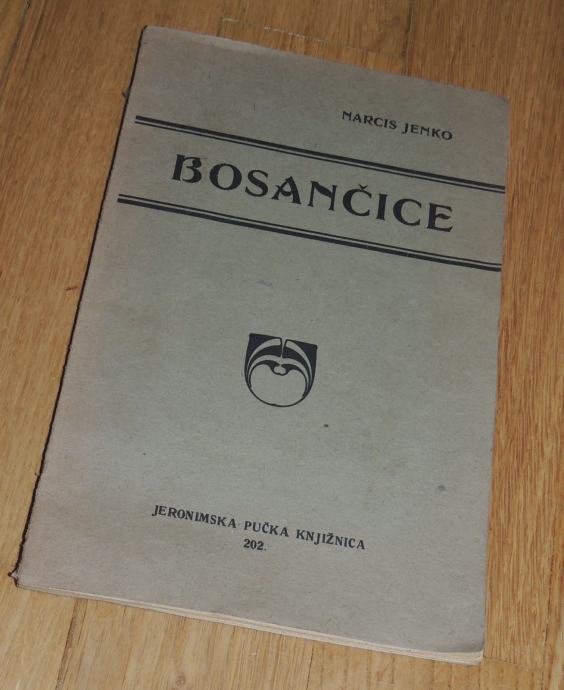 NARCIS JENKO
BOSANČICE
JERONIMSKA PUČKA KNJIŽNICA
202.